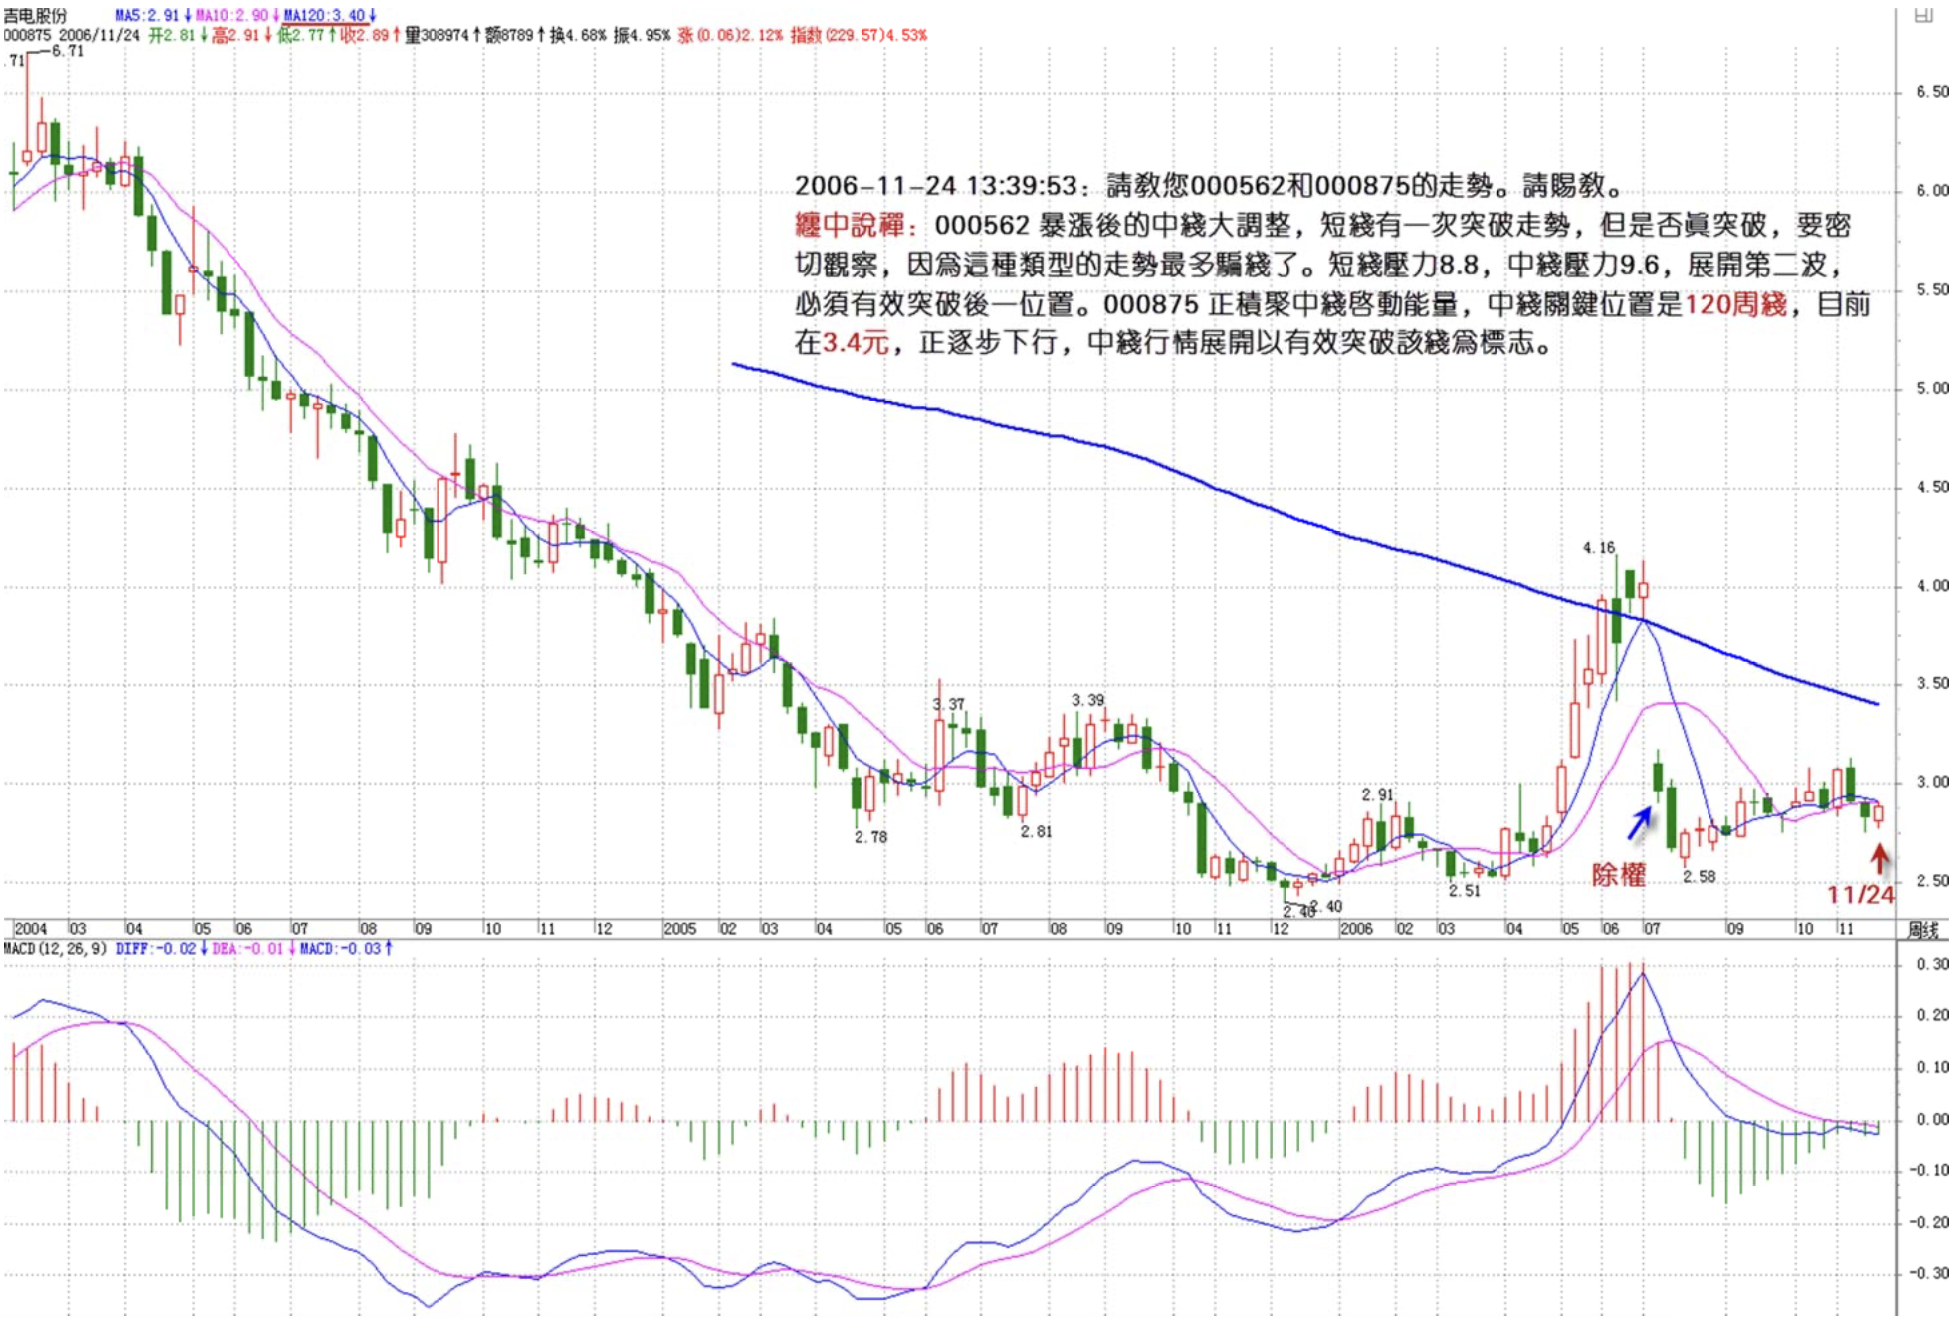 吉电股份 MA5:2.91↓MA10:2.90↓MA120:3.40↓
000875 2006/11/24 开2.81↓高2.91↓低2.77↑收2.89↑量308974↑额8789↑换4.68% 振4.95% 涨(0.06)2.12% 指数(229.57)4.53%
.71
6.71
6.50
2006-11-24 13:39:53：請教您000562和000875的走勢。請賜教。
6.00
纏中說禪：000562 暴漲後的中綫大調整，短綫有一次突破走勢，但是否眞突破，要密
切觀察，因爲這種類型的走勢最多騙綫了。短綫壓力8.8，中綫壓力9.6，展開第二波，
5.50
必須有效突破後一位置。000875 正積聚中綫啓動能量，中綫關鍵位置是120周綫，目前
在3.4元，正逐步下行，中綫行情展開以有效突破該綫爲標志。
5.00
4.50
4.16
4.00
3.50
3.37
3.39
3.00
2.91
2.78
2.81
除權
2.58
2.51
2.50
11/24
2.40
2.40
2004 03 04 05 06 07 08 09 10 11 12 2005 02 03 04 05 06 07 08 09 10 11 12 2006 02 03 04 05 06 07 09 10 11 周线
MACD(12,26,9) DIFF:-0.02↓DEA:-0.01↓MACD:-0.03↑
0.30
0.20
0.10
0.00
-0.10
-0.20
-0.30